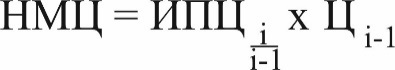 НМЦ = ИПЦ i/i-1 х Ц i-1